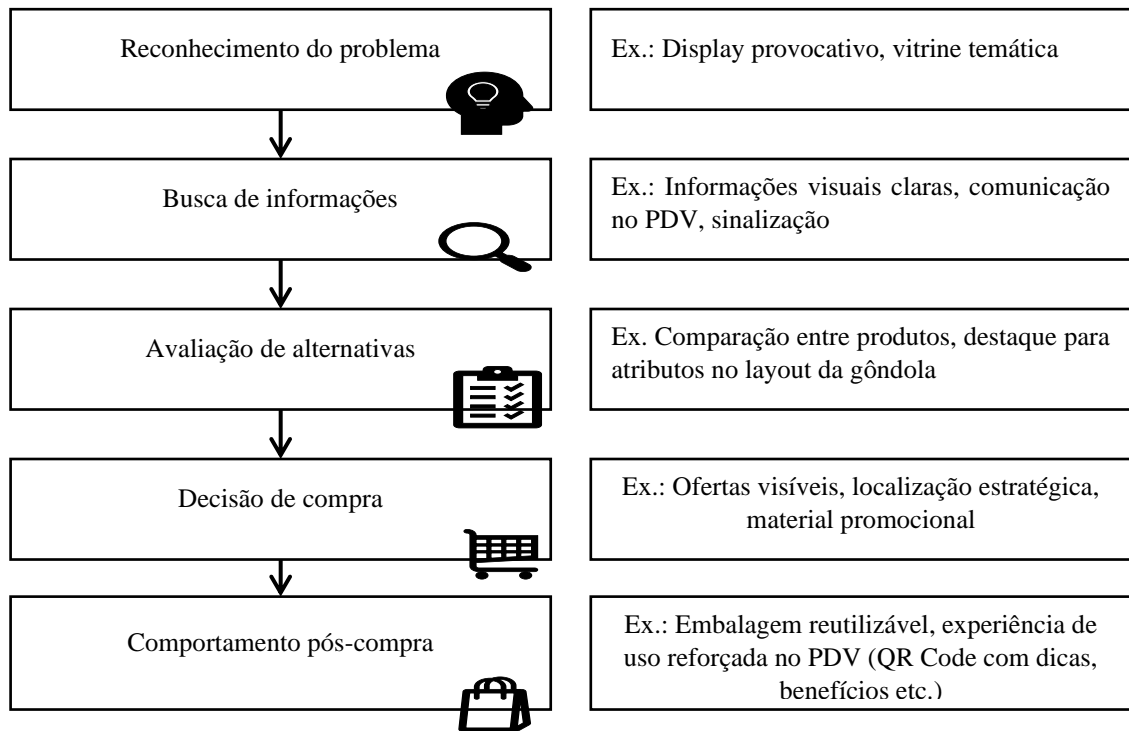 Reconhecimento do problema
Ex.: Display provocativo, vitrine temática
Busca de informações
Ex.: Informações visuais claras, comunicação
no PDV, sinalização
Avaliação de alternativas
Ex. Comparação entre produtos, destaque para
atributos no layout da gôndola
Decisão de compra
Ex.: Ofertas visíveis, localização estratégica,
material promocional
Comportamento pós-compra
Ex.: Embalagem reutilizável, experiência de
uso reforçada no PDV (QR Code com dicas,
benefícios etc.)